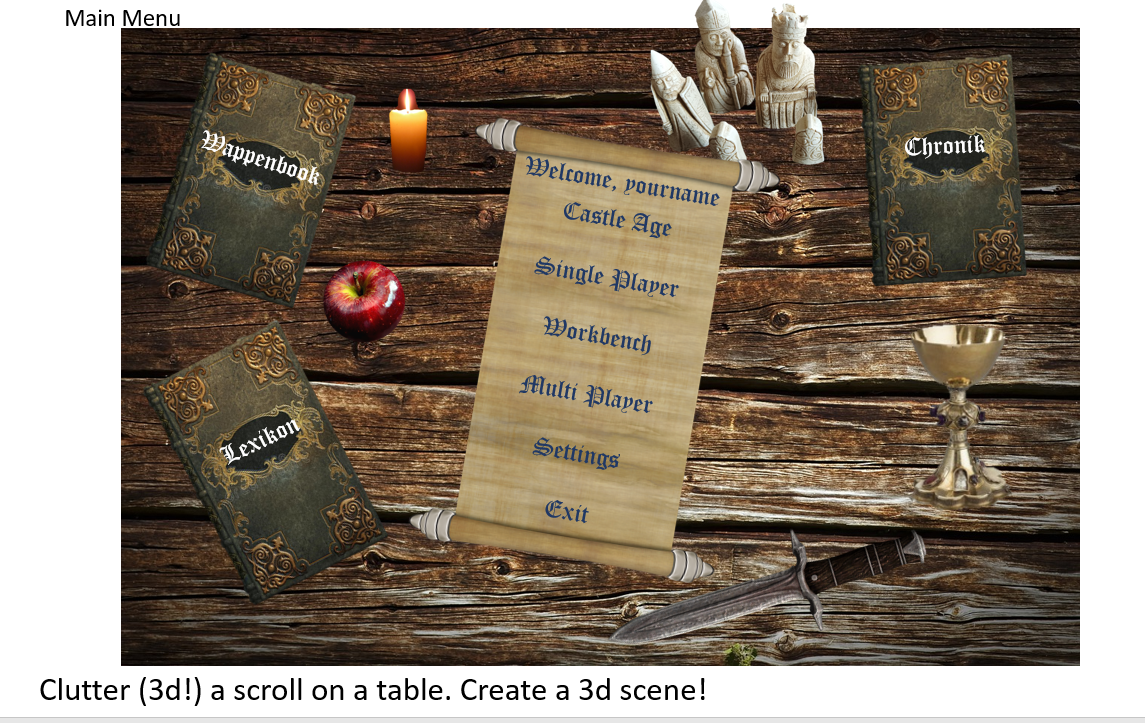 Main Menu
Wappenbook
Chronik
Welcome, yourname
Castle Age
Single Player
Workbench
Multi Player
Lexikon
Settings
Exit
Clutter (3d!) a scroll on a table. Create a 3d scene!